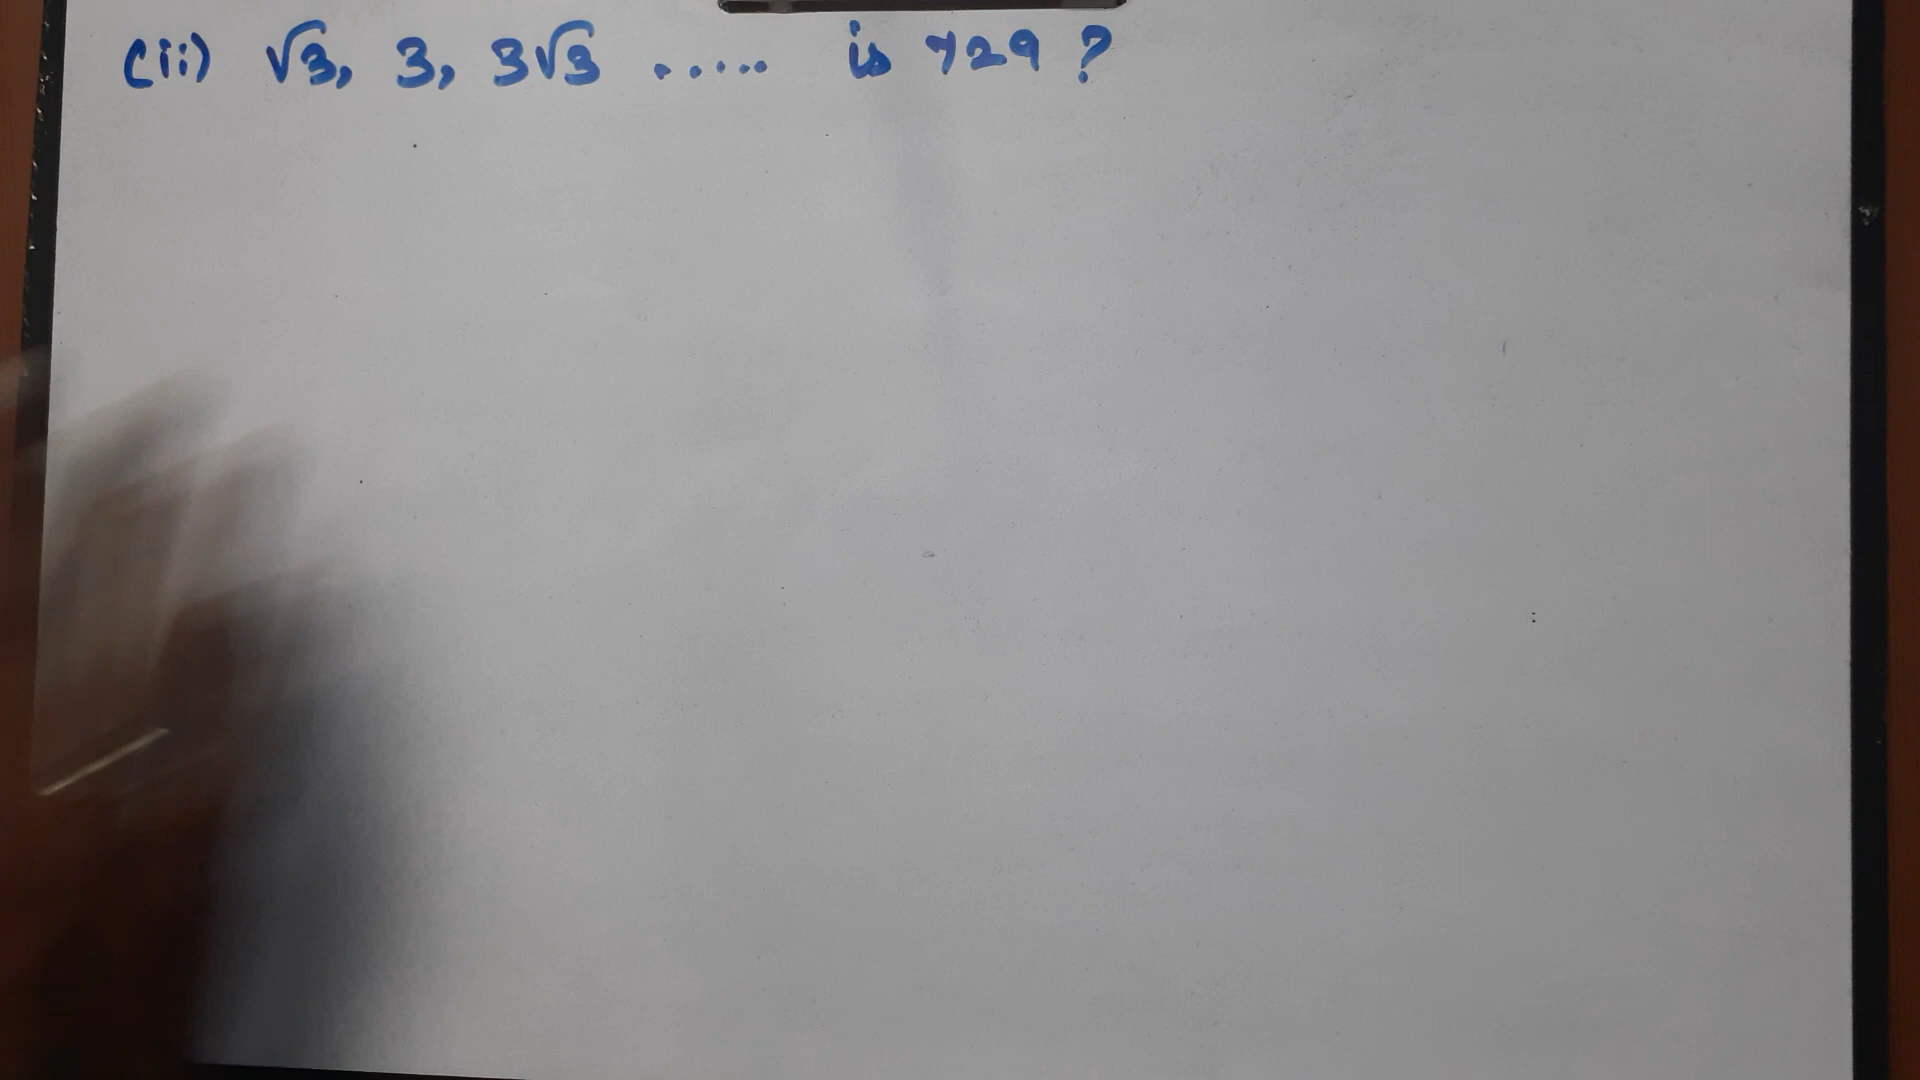 (ii) √3, 3, 3√3 ..... is 729 ?